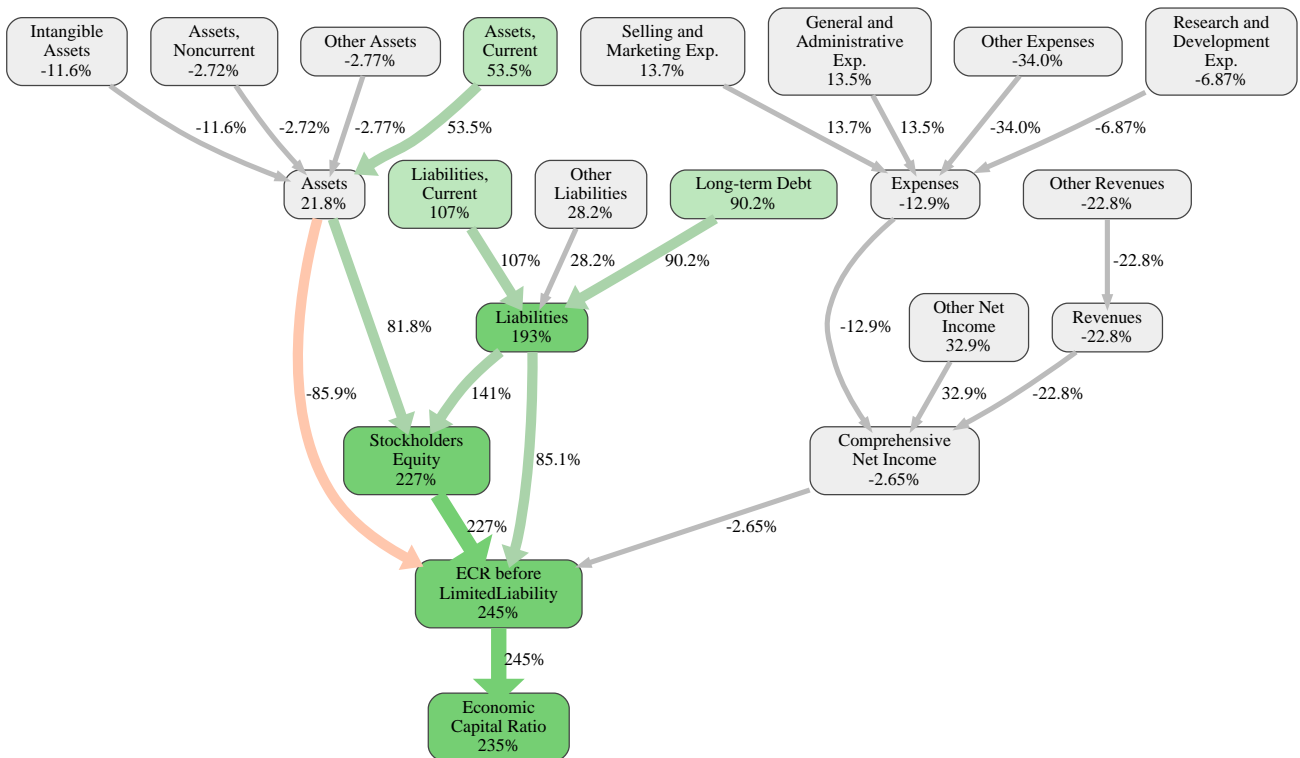 Intangible
Assets
-11.6%
Assets,
Noncurrent
-2.72%
Other Assets
-2.77%
Assets,
Current
53.5%
Selling and
Marketing Exp.
13.7%
General and
Administrative
Exp.
13.5%
Other Expenses
-34.0%
Research and
Development
Exp.
-6.87%
-11.6%
-2.72%
-2.77%
53.5%
13.7%
13.5%
-34.0%
-6.87%
Assets
21.8%
Liabilities,
Current
107%
Other
Liabilities
28.2%
Long-term Debt
90.2%
Expenses
-12.9%
Other Revenues
-22.8%
107%
28.2%
90.2%
-22.8%
81.8%
Liabilities
193%
-12.9%
Other Net
Income
32.9%
Revenues
-22.8%
-85.9%
141%
32.9%
-22.8%
Stockholders
Equity
227%
85.1%
Comprehensive
Net Income
-2.65%
227%
-2.65%
ECR before
LimitedLiability
245%
245%
Economic
Capital Ratio
235%